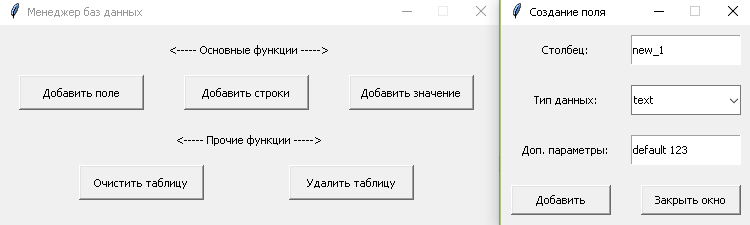 Менеджер баз данных
<----- Основные функции ----->
Добавить поле
Добавить строки
Добавить значение
<----- Прочие функции ----->
Очистить таблицу
Удалить таблицу
Создание поля
Столбец:
new_1
Тип данных:
text
Доп. параметры:
default 123
Добавить
Закрыть окно